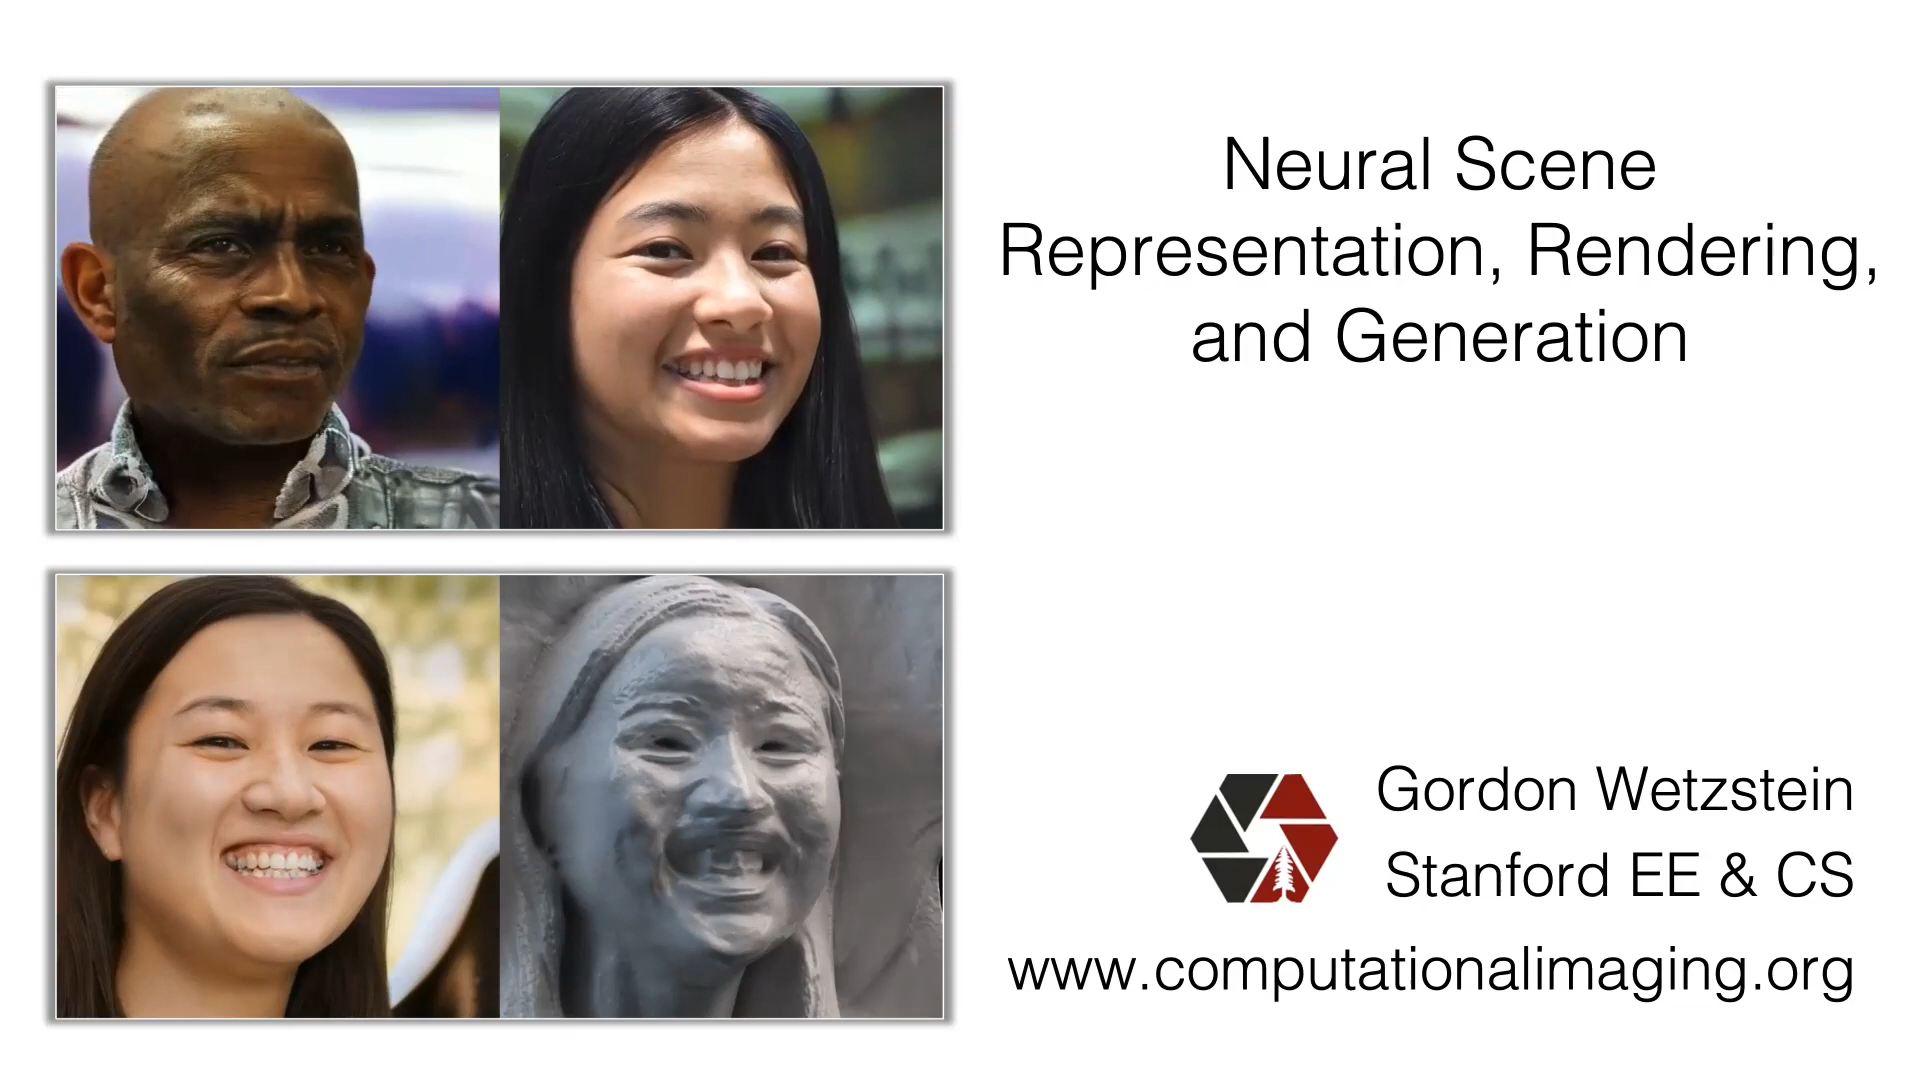 Neural Scene
Representation, Rendering,
and Generation
Gordon Wetzstein
Stanford EE & CS
www.computationalimaging.org